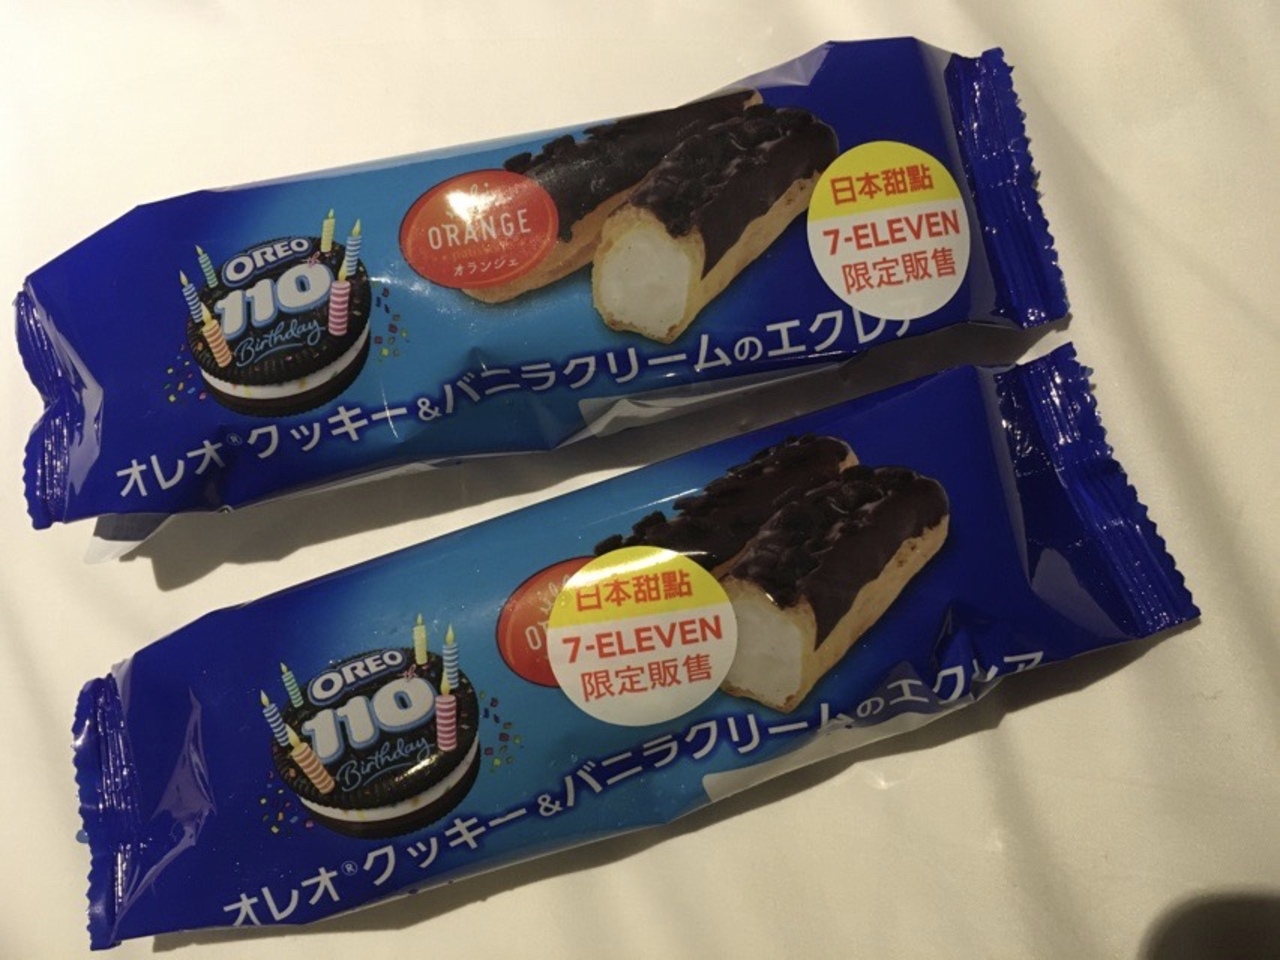 OREO
110
Birthday
ORANGE
オランジェ
日本甜點
7-ELEVEN
限定販售
オレオ®クッキー&バニラクリームのエクレア
OREO
110
Birthday
日本甜點
7-ELEVEN
限定販售
オレオ®クッキー&バニラクリームのエクレア